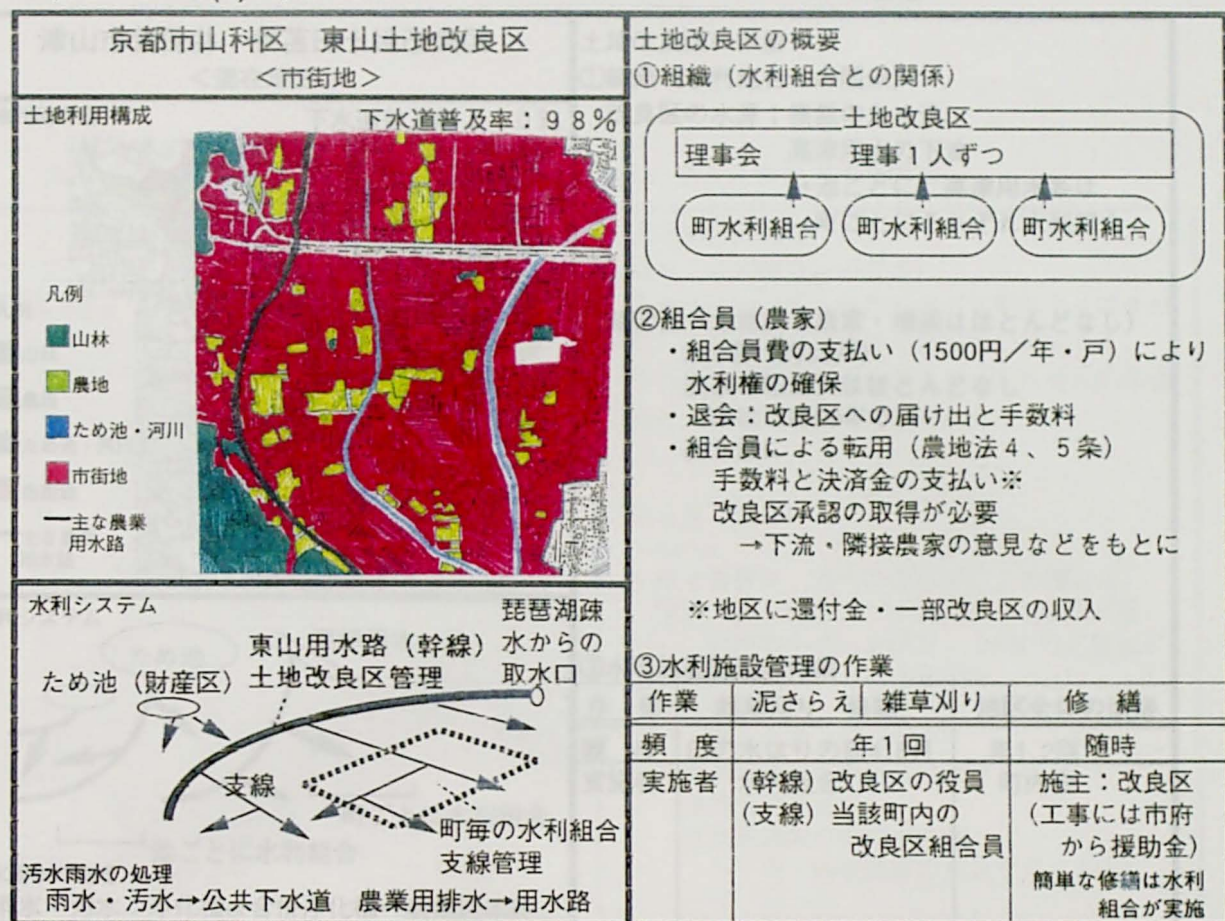 京都市山科区　東山土地改良区
＜市街地＞
土地利用構成
下水道普及率：９８％
凡例
山林
農地
ため池・河川
市街地
主な農業
用水路
水利システム
琵琶湖疎
水からの
取水口
東山用水路（幹線）
土地改良区管理
ため池（財産区）
支線
町毎の水利組合
支線管理
汚水雨水の処理
雨水・汚水→公共下水道　農業用排水→用水路
土地改良区の概要
①組織（水利組合との関係）
土地改良区
理事会　理事１人ずつ
町水利組合　町水利組合　町水利組合
②組合員（農家）
・組合員費の支払い（1500円／年・戸）により
水利権の確保
・退会：改良区への届け出と手数料
・組合員による転用（農地法４、５条）
手数料と決済金の支払い※
改良区承認の取得が必要
→下流・隣接農家の意見などをもとに
※地区に還付金・一部改良区の収入
③水利施設管理の作業
作業　泥さらえ　雑草刈り　修　繕
頻　度　年１回　随時
実施者　（幹線）改良区の役員　施主：改良区
（支線）当該町内の　（工事には市府
改良区組合員　から援助金）
簡単な修繕は水利
組合が実施